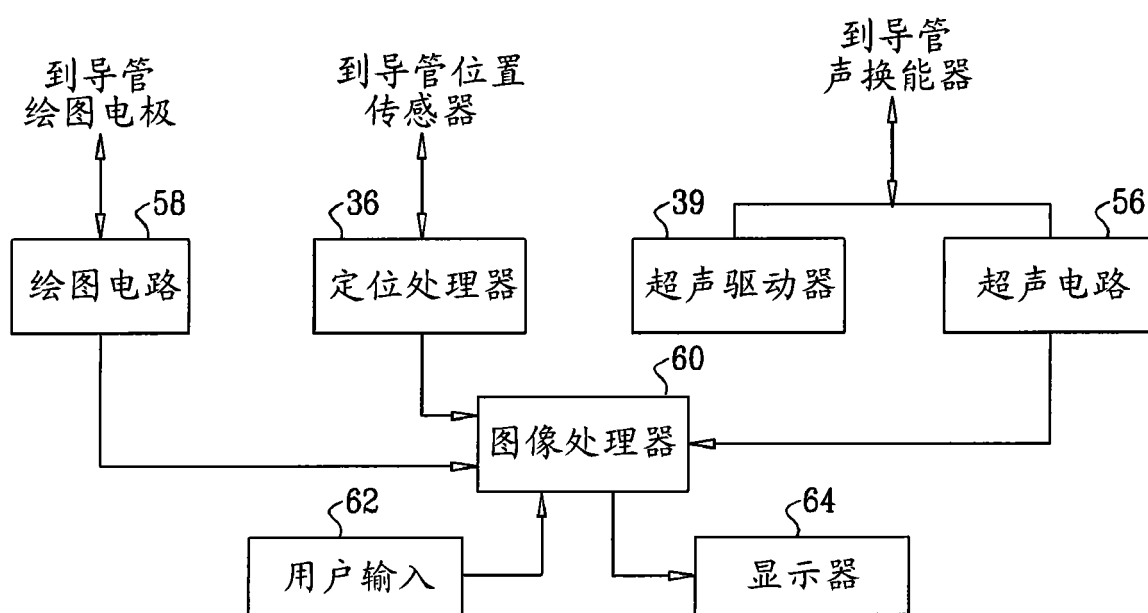 到导管
绘图电极
到导管位置
传感器
到导管
声换能器
58
36
39
56
绘图电路
定位处理器
超声驱动器
超声电路
60
图像处理器
62
64
用户输入
显示器